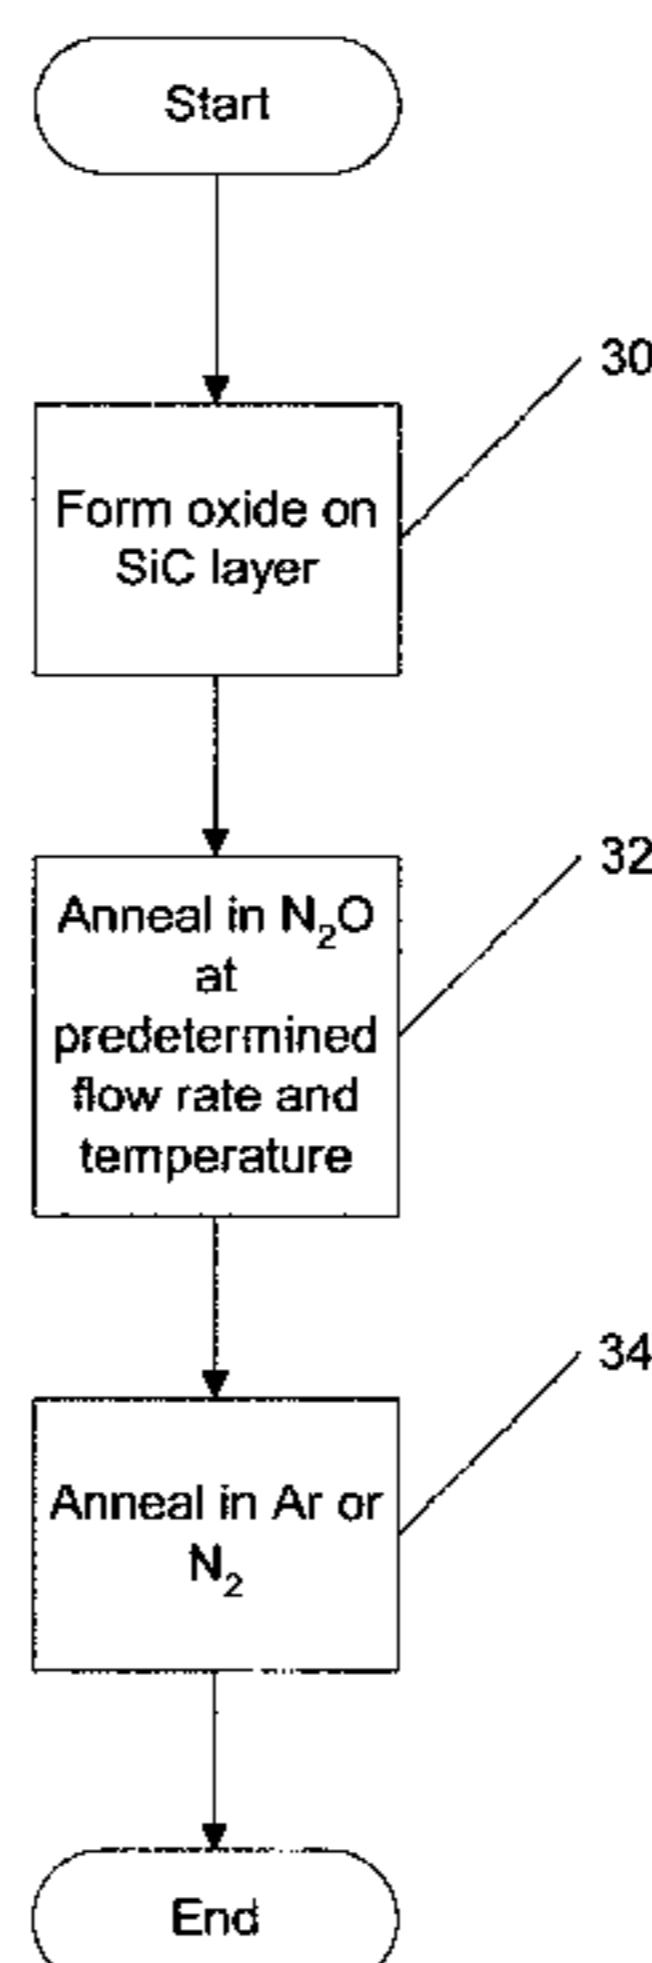 Start
30
Form oxide on
SiC layer
32
Anneal in N₂O
at
predetermined
flow rate and
temperature
34
Anneal in Ar or
N₂
End